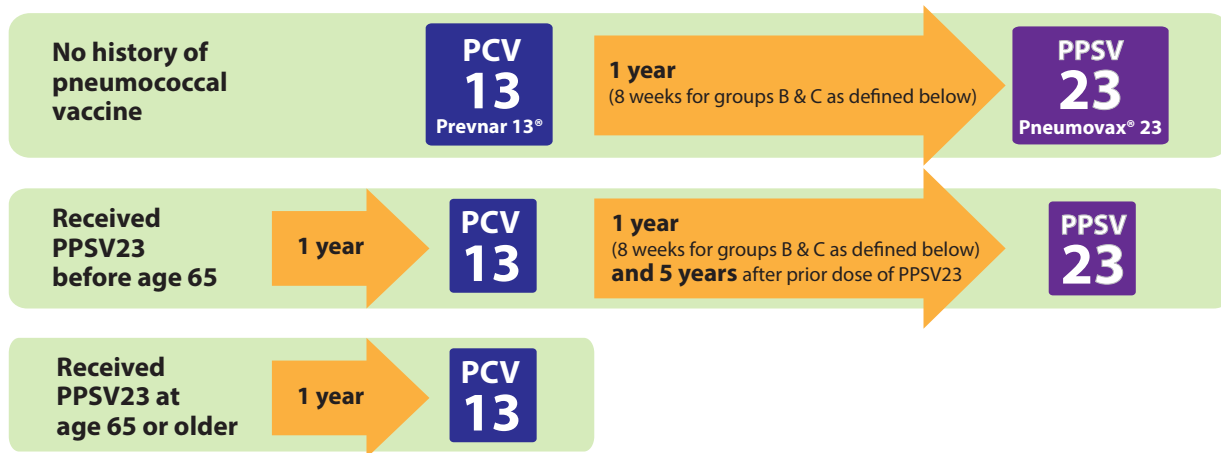 No history of
pneumococcal
vaccine
PCV
13
Prevnar 13®
1 year
(8 weeks for groups B & C as defined below)
PPSV
23
Pneumovax® 23
Received
PPSV23
before age 65
1 year
PCV
13
1 year
(8 weeks for groups B & C as defined below)
and 5 years after prior dose of PPSV23
PPSV
23
Received
PPSV23 at
age 65 or older
1 year
PCV
13